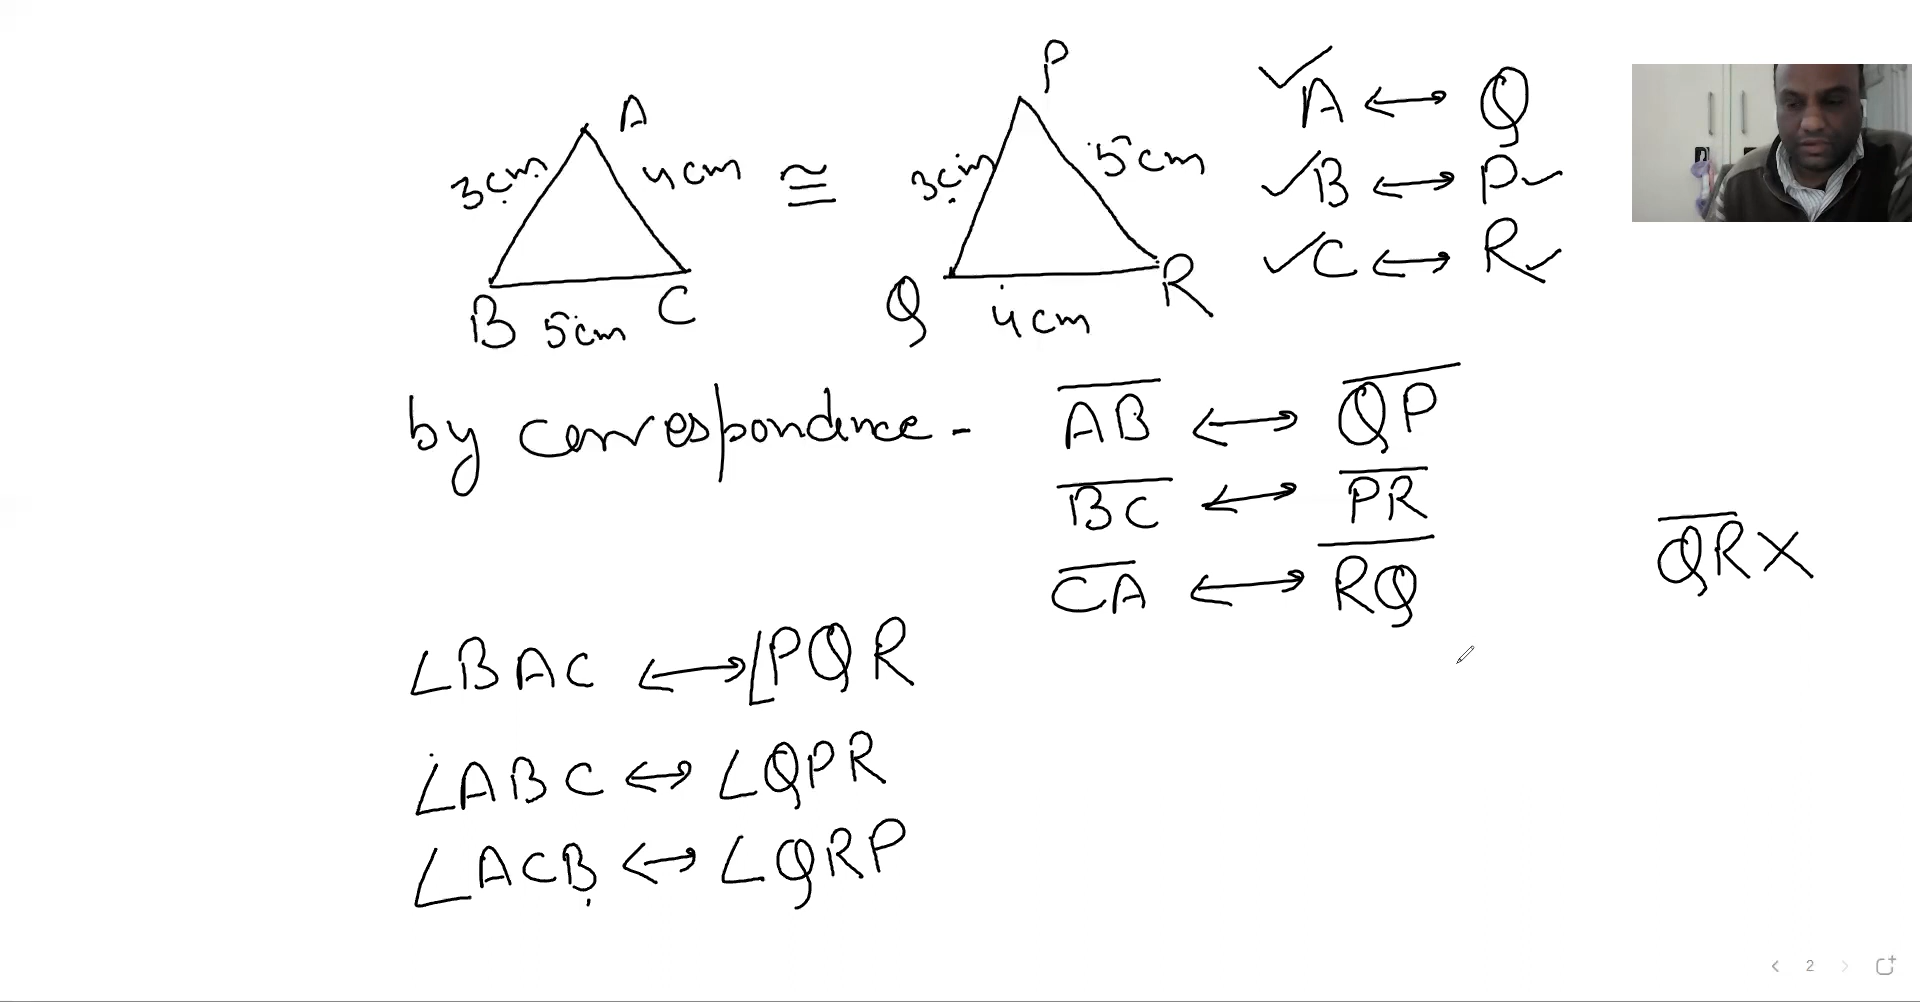 A
3cm
4cm
B
5cm
C
≅
P
3cm
5cm
Q
4cm
R
✓A ↔ Q
✓B ↔ P✓
✓C ↔ R✓
by correspondence -
A̅B̅ ↔ Q̅P̅
B̅C̅ ↔ P̅R̅
C̅A̅ ↔ R̅Q̅
Q̅R̅ X
∠BAC ↔ ∠PQR
∠ABC ↔ ∠QPR
∠ACB ↔ ∠QRP
2